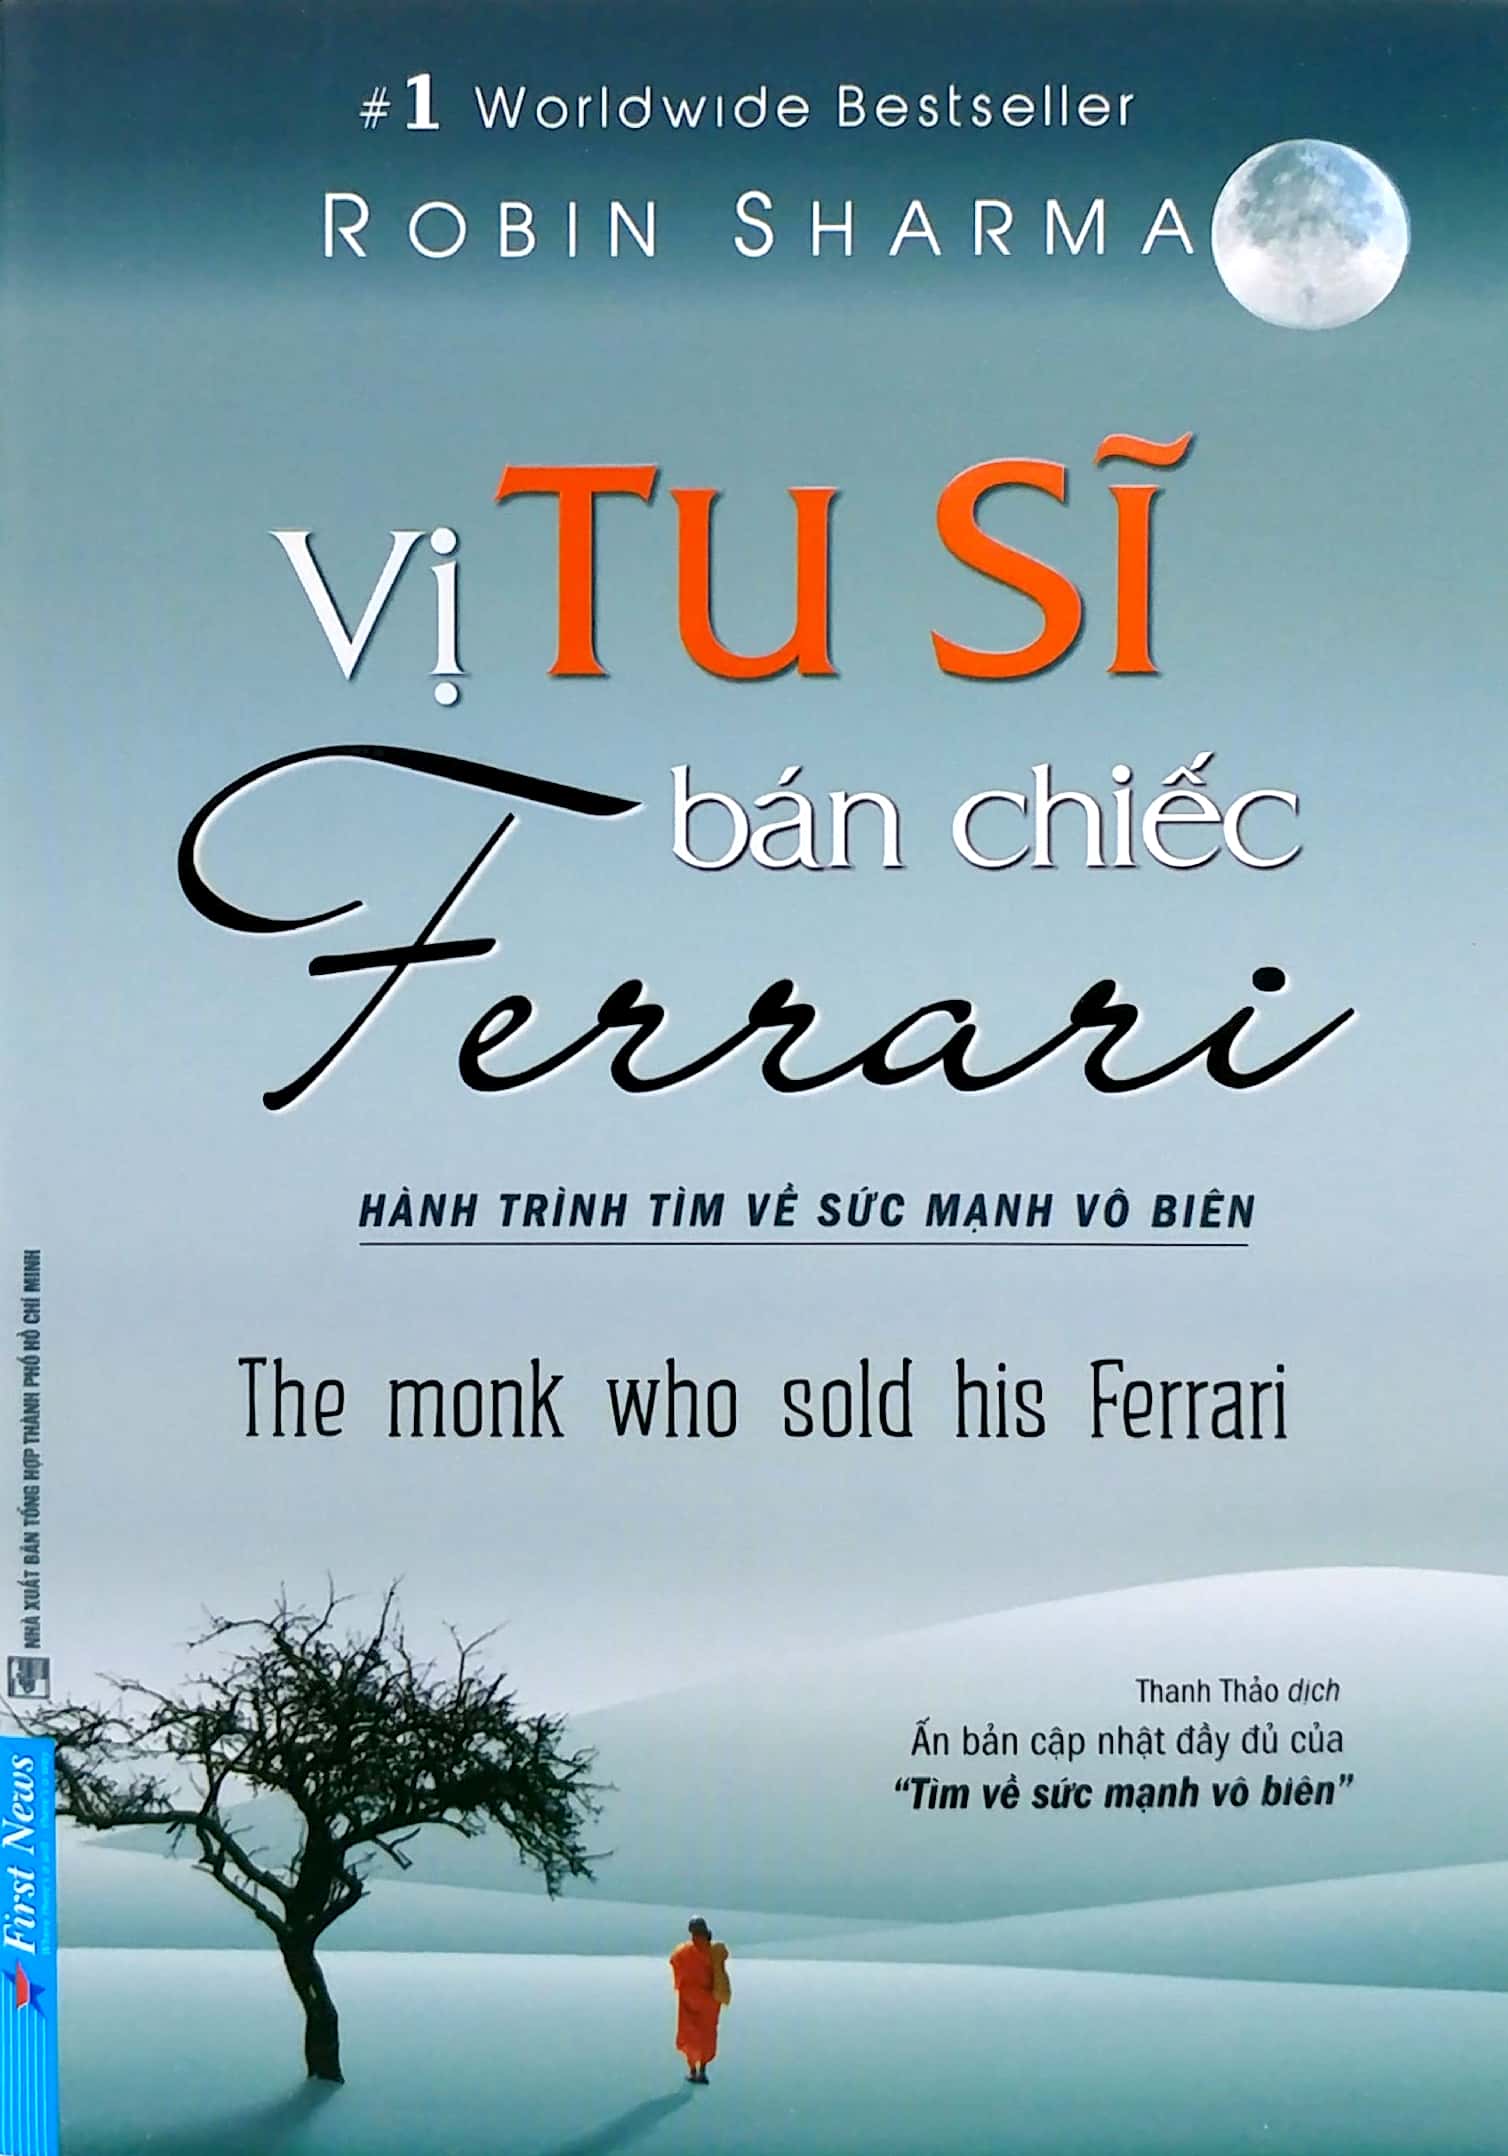 #1 Worldwide Bestseller
ROBIN SHARMA
Vị TU SĨ
bán chiếc
Ferrari
HÀNH TRÌNH TÌM VỀ SỨC MẠNH VÔ BIÊN
The monk who sold his Ferrari
Thanh Thảo dịch
Ấn bản cập nhật đầy đủ của
“Tìm về sức mạnh vô biên”
NHÀ XUẤT BẢN TỔNG HỢP THÀNH PHỐ HỒ CHÍ MINH
First News